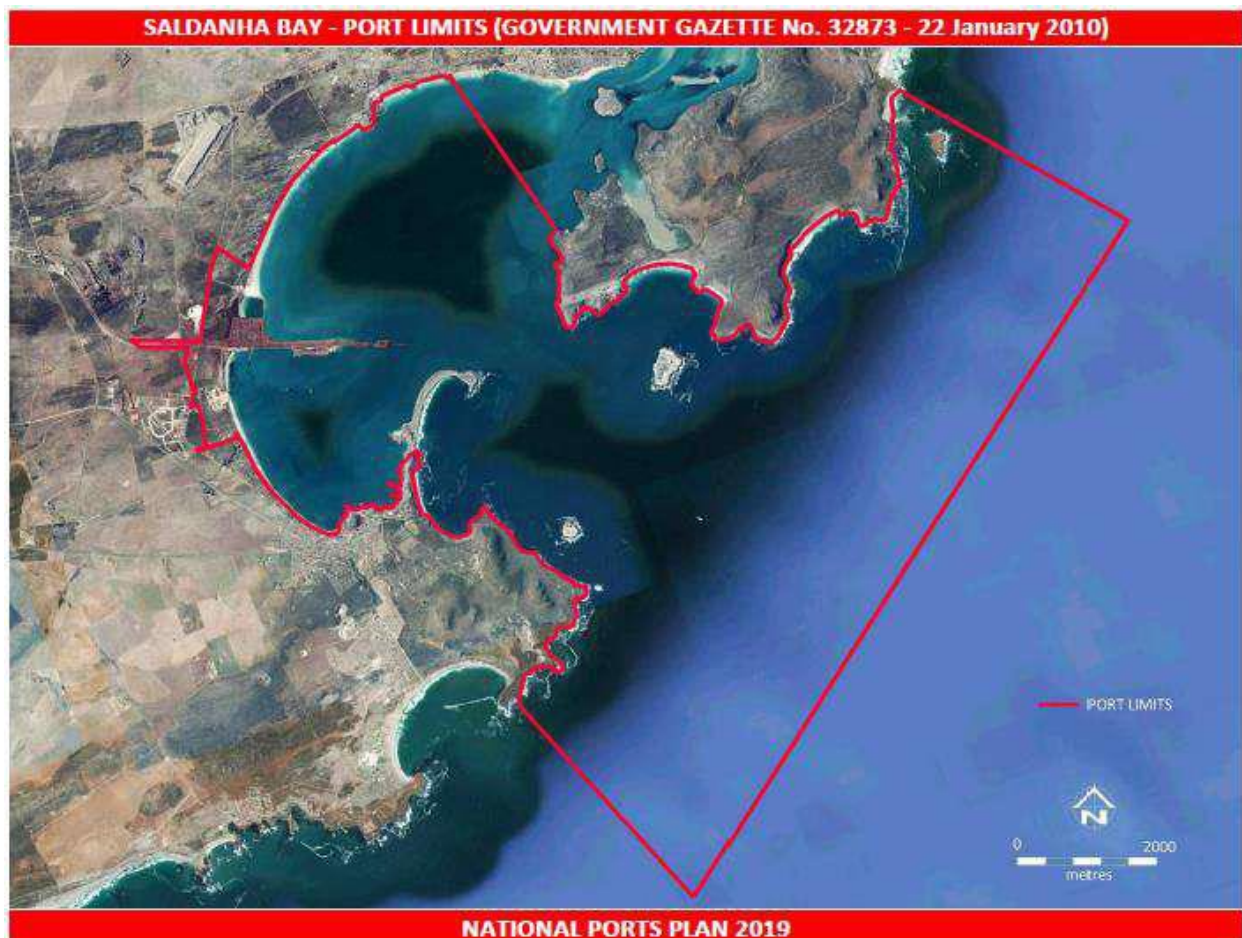 SALDANHA BAY - PORT LIMITS (GOVERNMENT GAZETTE No. 32873 - 22 January 2010)
PORT LIMITS
N
0 2000
metres
NATIONAL PORTS PLAN 2019